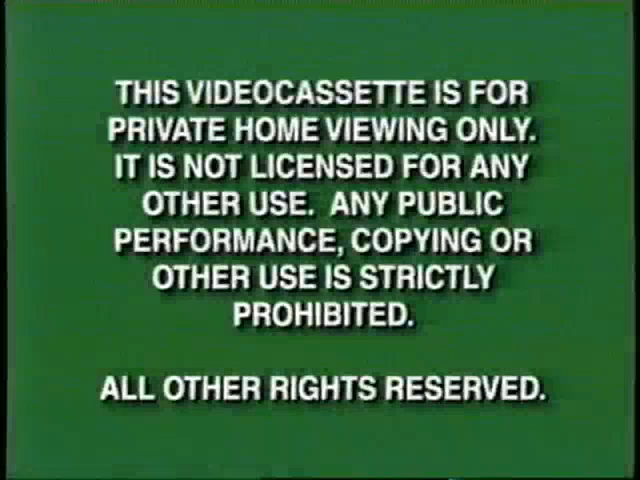 THIS VIDEOCASSETTE IS FOR
PRIVATE HOME VIEWING ONLY.
IT IS NOT LICENSED FOR ANY
OTHER USE.  ANY PUBLIC
PERFORMANCE, COPYING OR
OTHER USE IS STRICTLY
PROHIBITED.
ALL OTHER RIGHTS RESERVED.